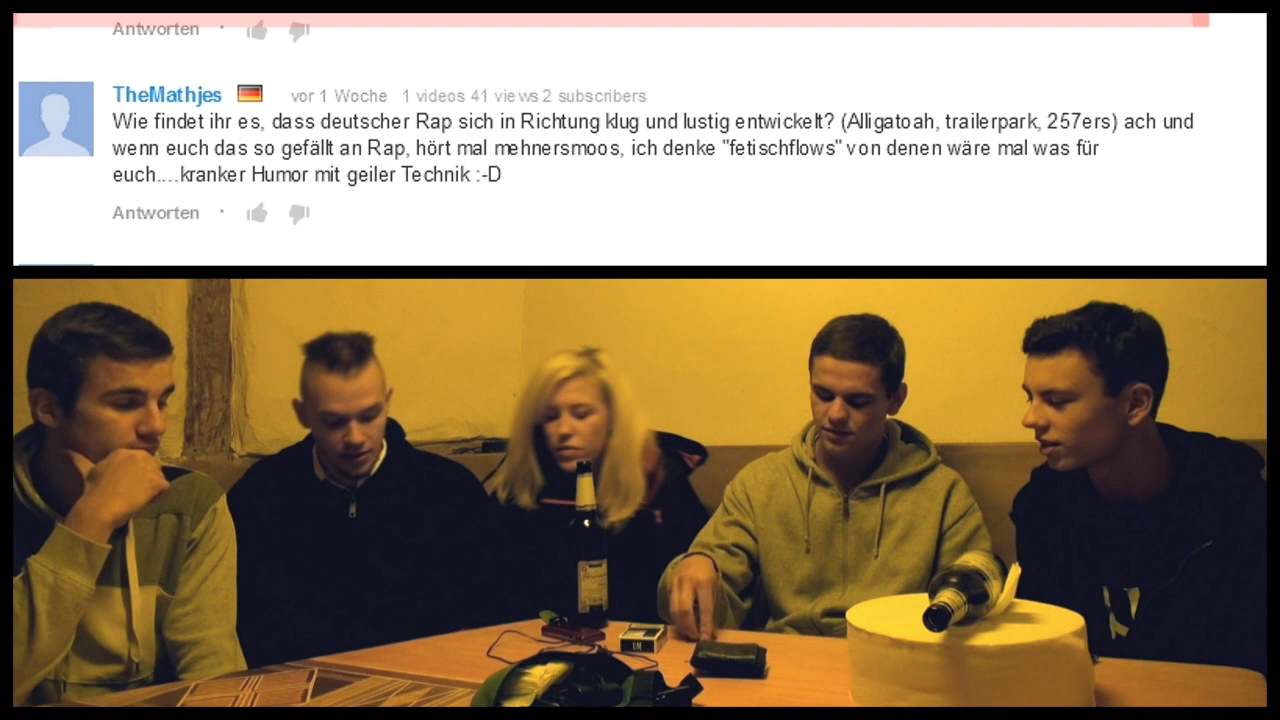 Antworten ·
TheMathjes vor 1 Woche 1 videos 41 views 2 subscribers
Wie findet ihr es, dass deutscher Rap sich in Richtung klug und lustig entwickelt? (Alligatoah, trailerpark, 257ers) ach und
wenn euch das so gefällt an Rap, hört mal mehnersmoos, ich denke "fetischflows" von denen wäre mal was für
euch....kranker Humor mit geiler Technik :-D
Antworten ·
LM